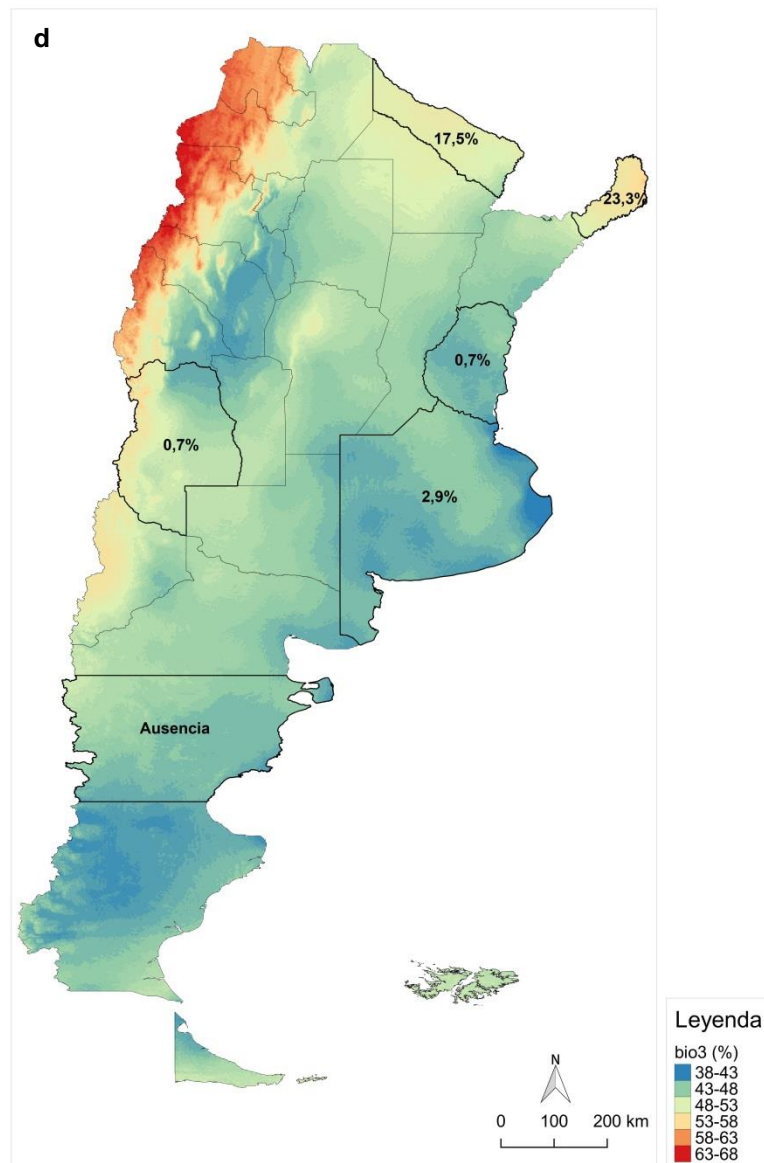 d
17,5%
23,3%
0,7%
0,7%
2,9%
Ausencia
N
0 100 200 km
Leyenda
bio3 (%)
38-43
43-48
48-53
53-58
58-63
63-68